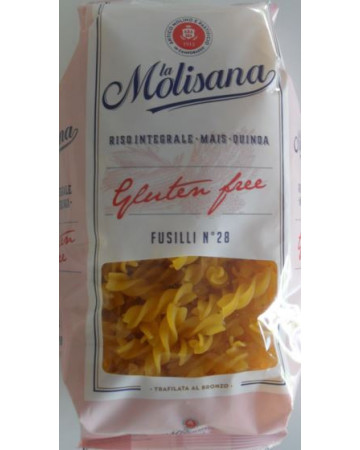 la
Molisana
RISO INTEGRALE - MAIS - QUINOA
Gluten free
FUSILLI N° 28
- TRAFILATA AL BRONZO -